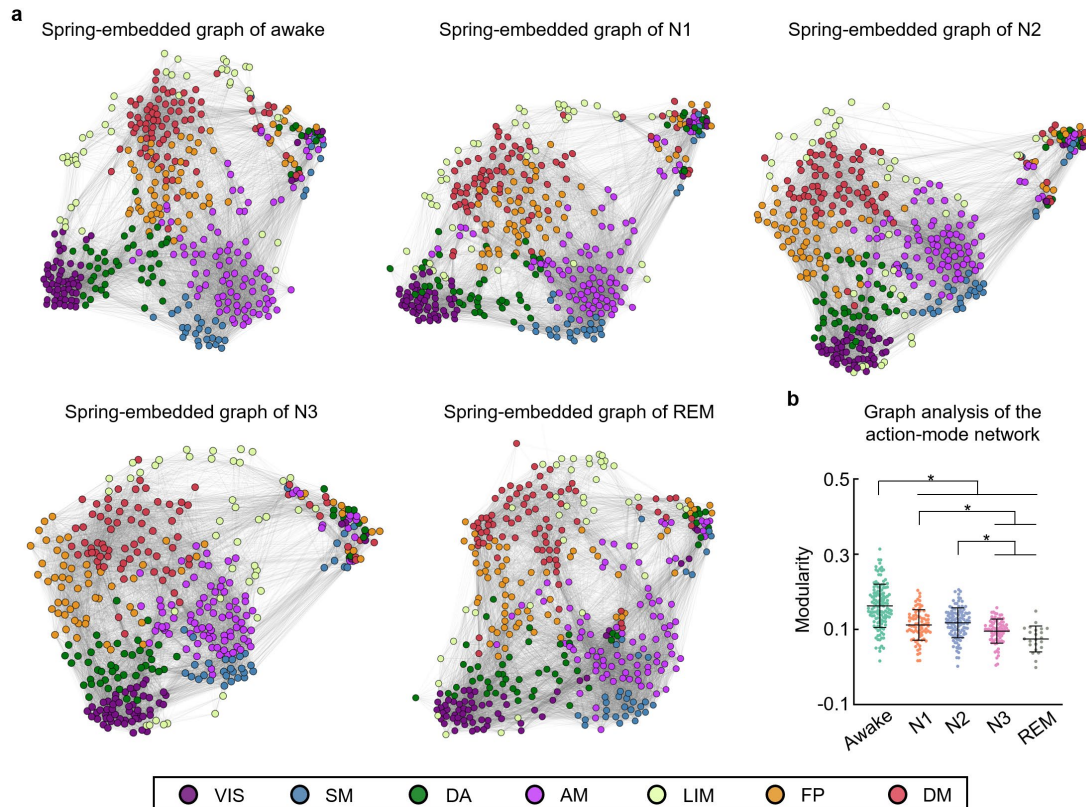 a
Spring-embedded graph of awake
Spring-embedded graph of N1
Spring-embedded graph of N2
Spring-embedded graph of N3
Spring-embedded graph of REM
b
Graph analysis of the
action-mode network
Modularity
0.5
0.3
0.1
-0.1
*
*
*
Awake
N1
N2
N3
REM
VIS
SM
DA
AM
LIM
FP
DM